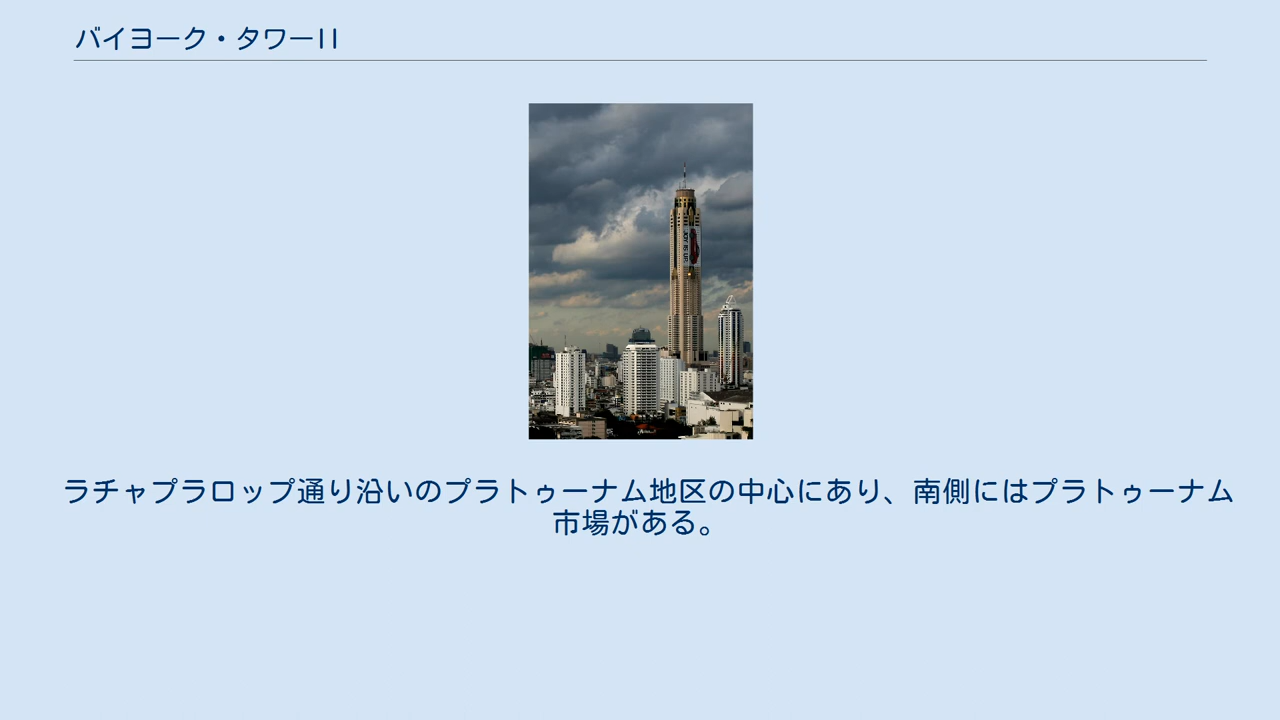 バイヨーク・タワーII
ラチャプラロップ通り沿いのプラトゥーナム地区の中心にあり、南側にはプラトゥーナム
市場がある。